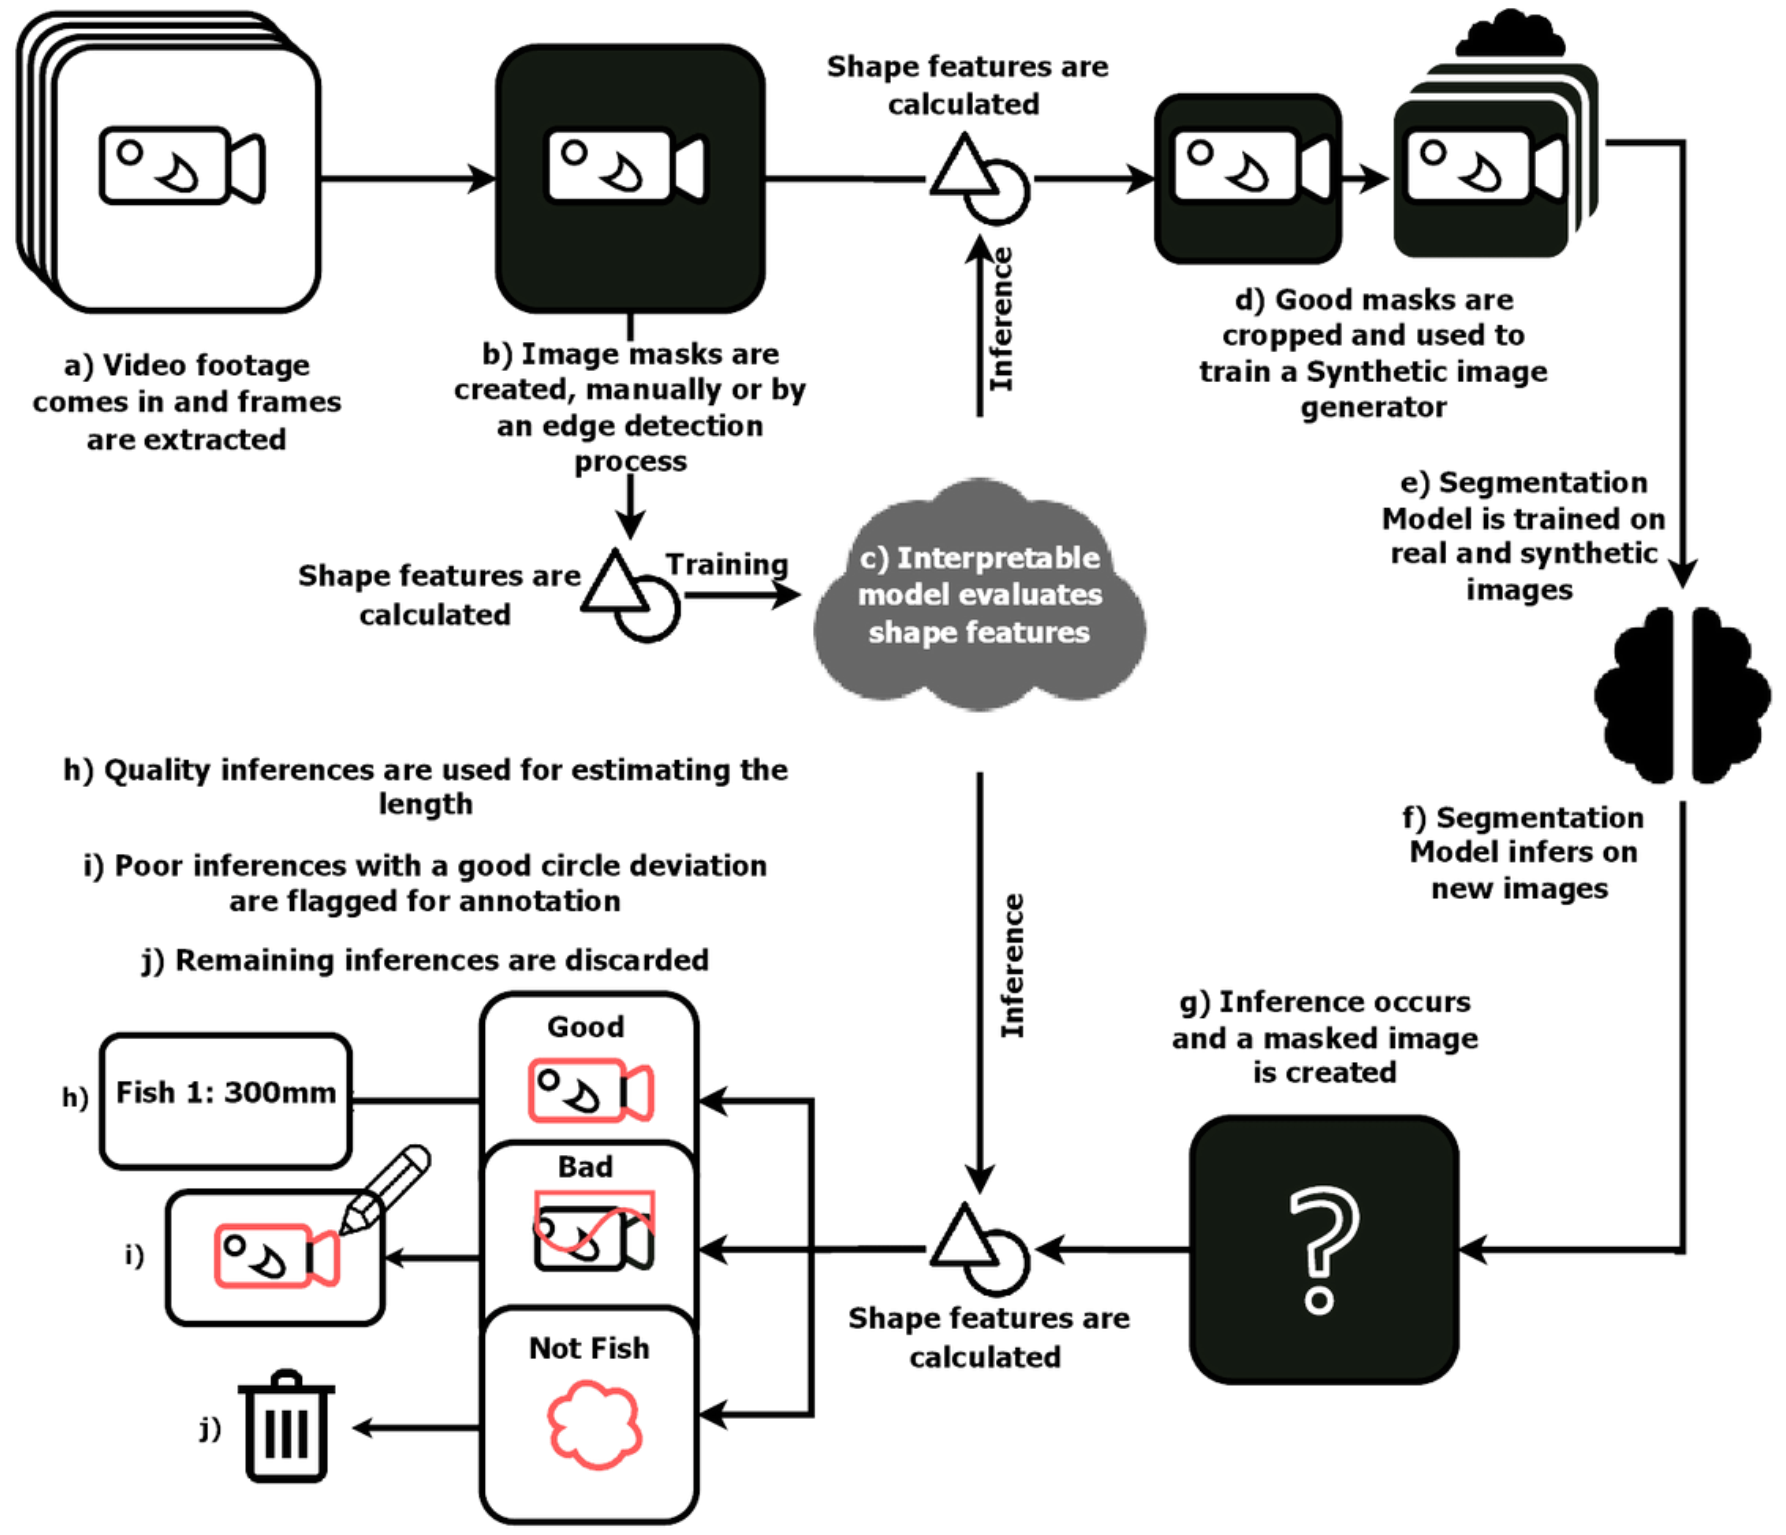 Shape features are
calculated
a) Video footage
comes in and frames
are extracted
b) Image masks are
created, manually or by
an edge detection
process
Inference
d) Good masks are
cropped and used to
train a Synthetic image
generator
Shape features are
calculated
Training
c) Interpretable
model evaluates
shape features
e) Segmentation
Model is trained on
real and synthetic
images
f) Segmentation
Model infers on
new images
g) Inference occurs
and a masked image
is created
?
Inference
Shape features are
calculated
h) Quality inferences are used for estimating the
length
i) Poor inferences with a good circle deviation
are flagged for annotation
j) Remaining inferences are discarded
Good
h)
Fish 1: 300mm
Bad
i)
Not Fish
j)